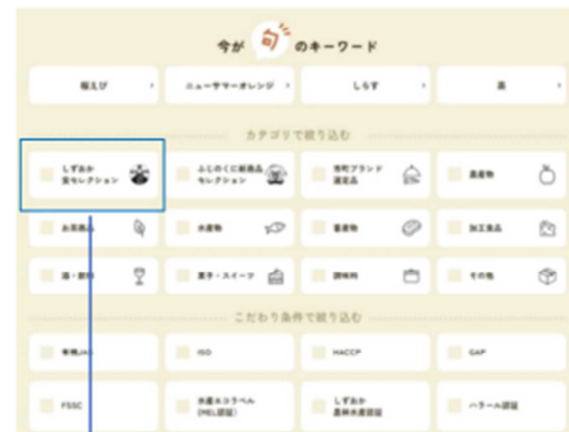 今が 旬 のキーワード
桜えび
ニューサマーオレンジ
しらす
茶
カテゴリで絞り込む
しずおか
食セレクション
ふじのくに新商品
セレクション
市町ブランド
認定品
農産物
お茶商品
水産物
畜産物
加工食品
酒・飲料
菓子・スイーツ
調味料
その他
こだわり条件で絞り込む
有機JAS
ISO
HACCP
GAP
FSSC
水産エコラベル
(MEL認証)
しずおか
農林水産認証
ハラール認証